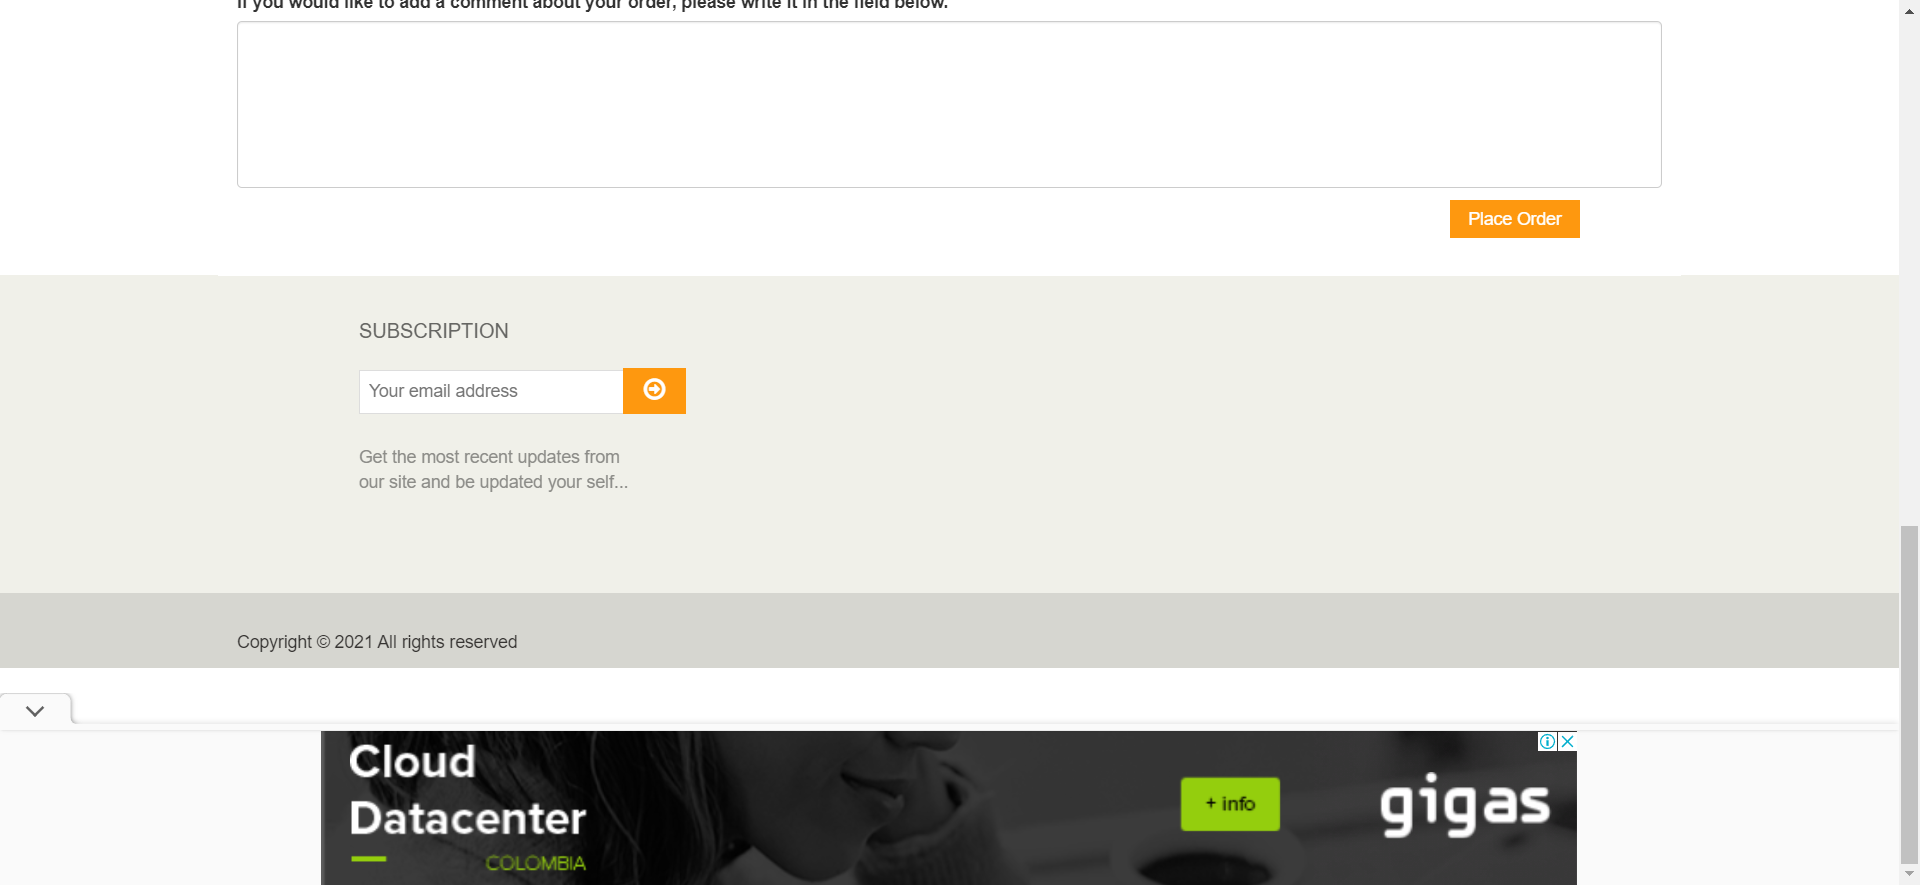 If you would like to add a comment about your order, please write it in the field below.
Place Order
SUBSCRIPTION
Your email address
Get the most recent updates from
our site and be updated your self...
Copyright © 2021 All rights reserved
Cloud
Datacenter
COLOMBIA
+ info
gigas